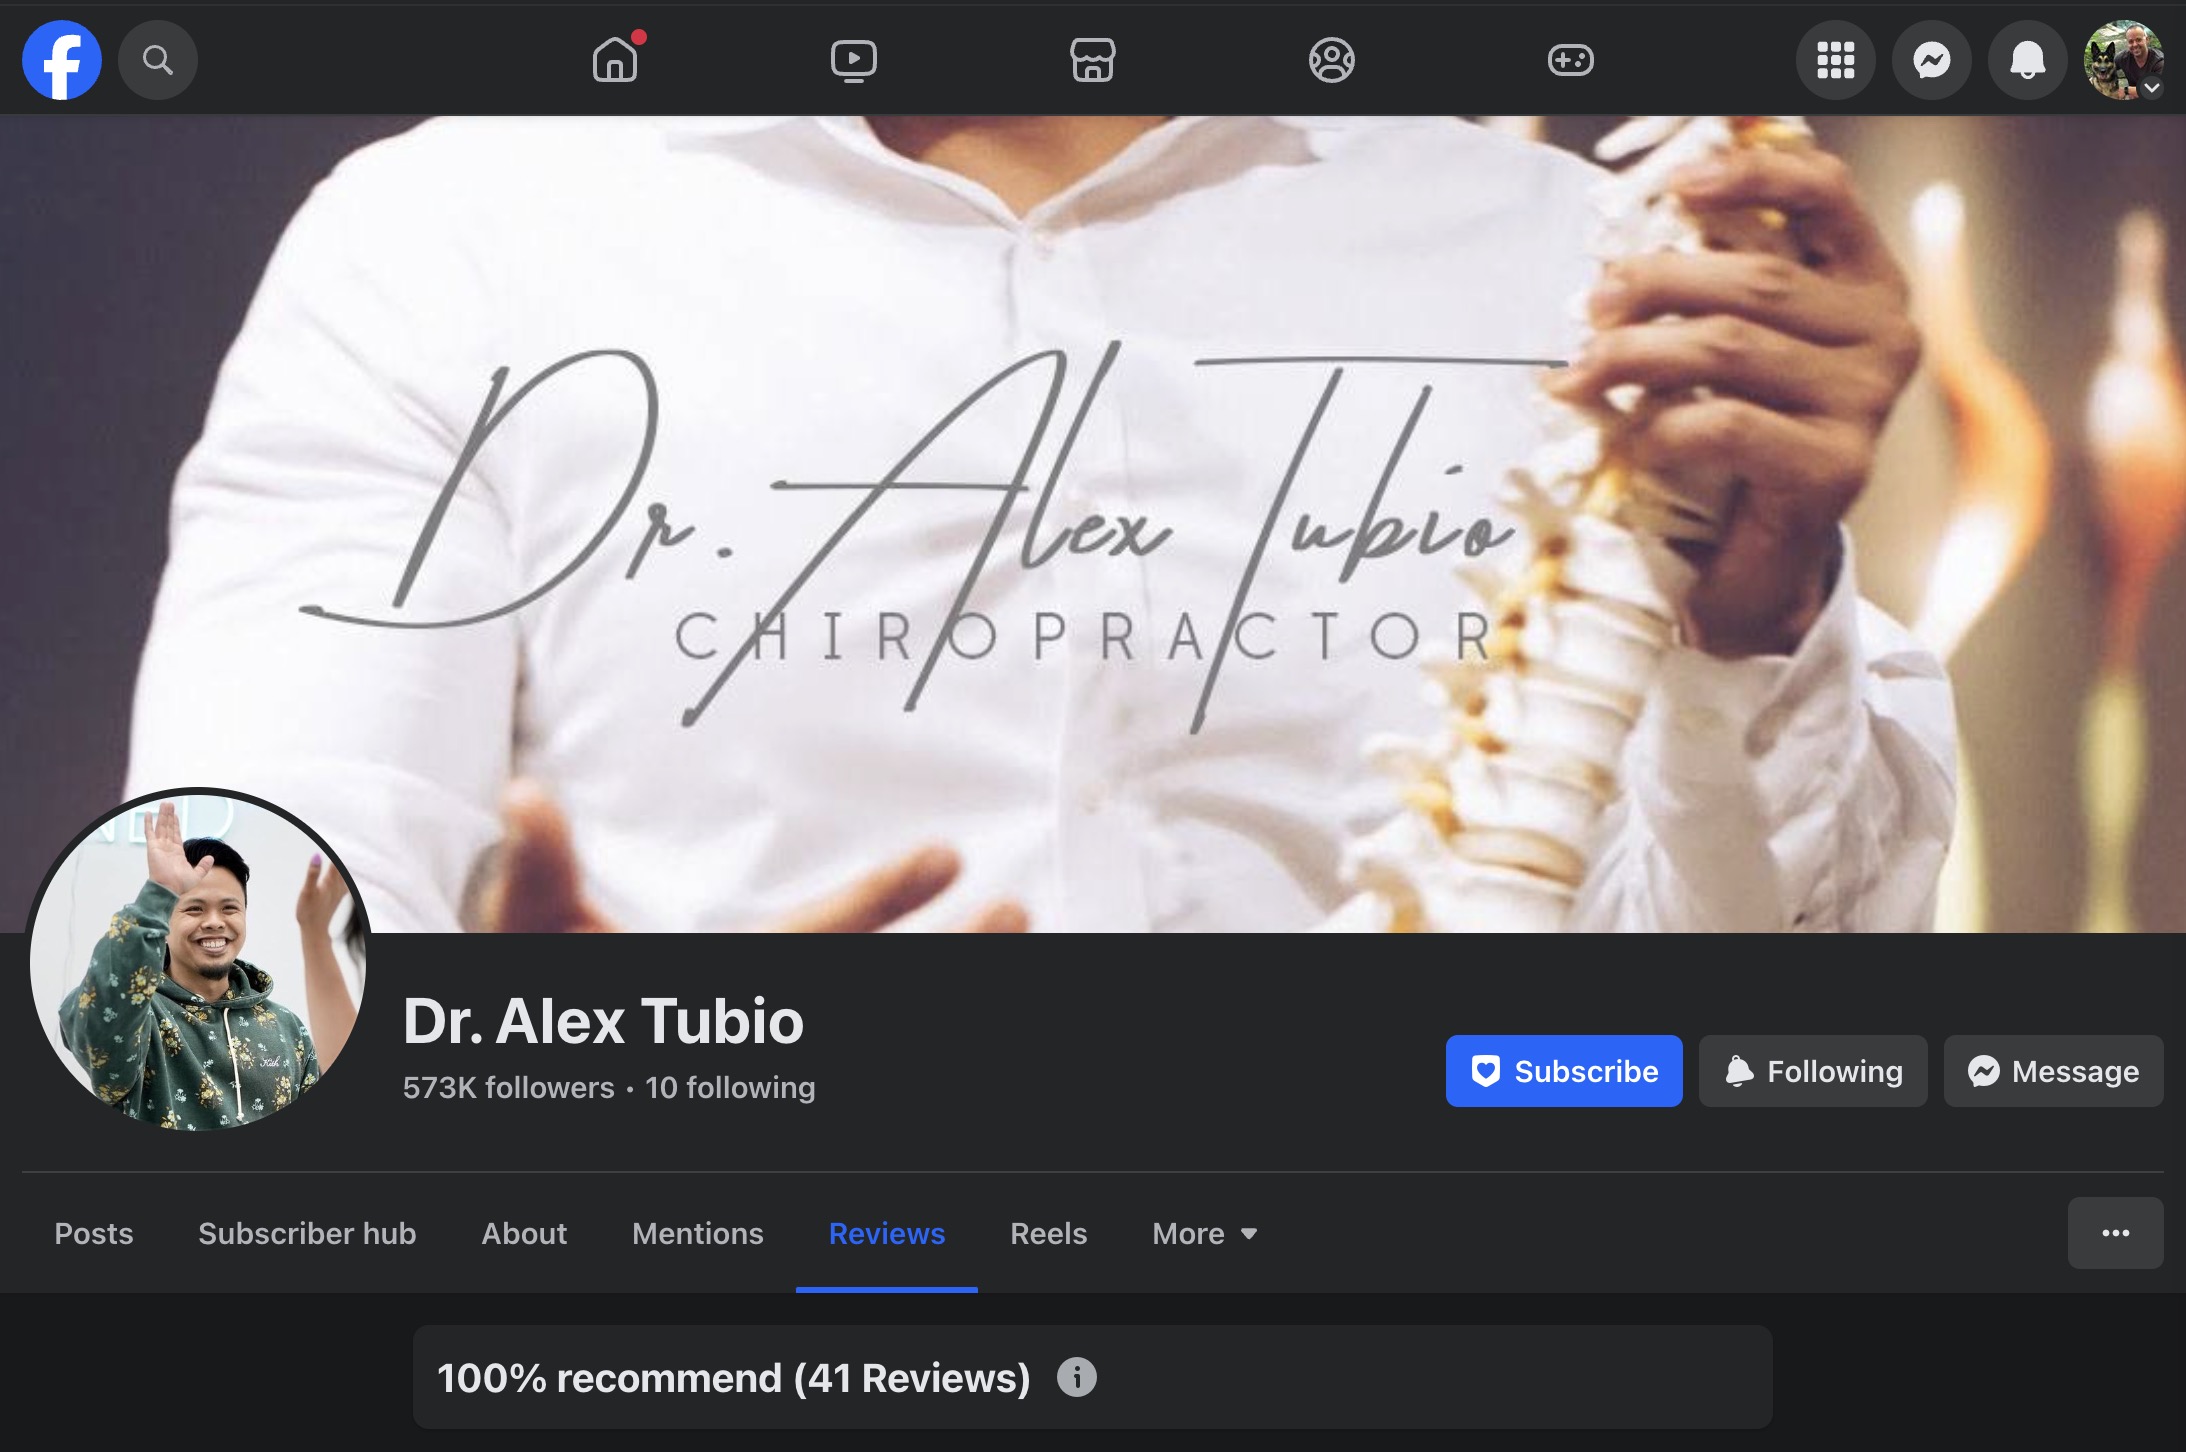 Dr. Alex Tubio
CHIROPRACTOR
Dr. Alex Tubio
573K followers • 10 following
Subscribe
Following
Message
Posts
Subscriber hub
About
Mentions
Reviews
Reels
More
100% recommend (41 Reviews)